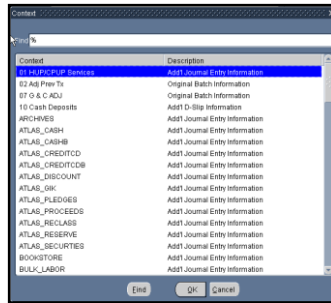 Context
Find %
Context Description
01 HUP/CPUP Services Add'l Journal Entry Information
02 Adj Prev Tx Original Batch Information
07 G & C ADJ Original Batch Information
10 Cash Deposits Add'l D-Slip Information
ARCHIVES Add'l Journal Entry Information
ATLAS_CASH Add'l Journal Entry Information
ATLAS_CASHB Add'l Journal Entry Information
ATLAS_CREDITCD Add'l Journal Entry Information
ATLAS_CREDITCDB Add'l Journal Entry Information
ATLAS_DISCOUNT Add'l Journal Entry Information
ATLAS_GIK Add'l Journal Entry Information
ATLAS_PLEDGES Add'l Journal Entry Information
ATLAS_PROCEEDS Add'l Journal Entry Information
ATLAS_RECLASS Add'l Journal Entry Information
ATLAS_RESERVE Add'l Journal Entry Information
ATLAS_SECURTIES Add'l Journal Entry Information
BOOKSTORE Add'l Journal Entry Information
BULK_LABOR Add'l Journal Entry Information
Find OK Cancel